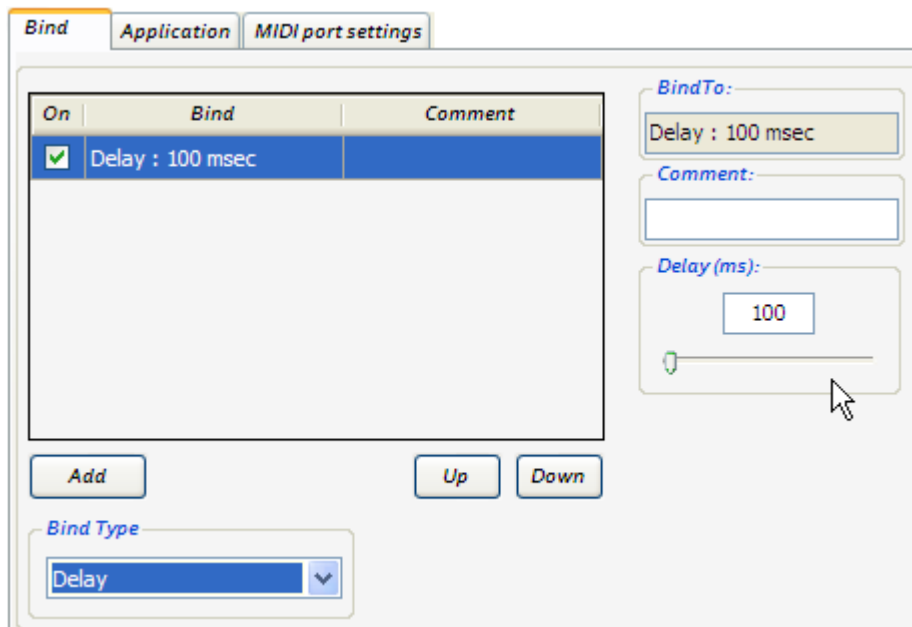 Bind Application MIDI port settings
On Bind Comment
Delay : 100 msec
BindTo:
Delay : 100 msec
Comment:
Delay (ms):
100
Add Up Down
Bind Type
Delay